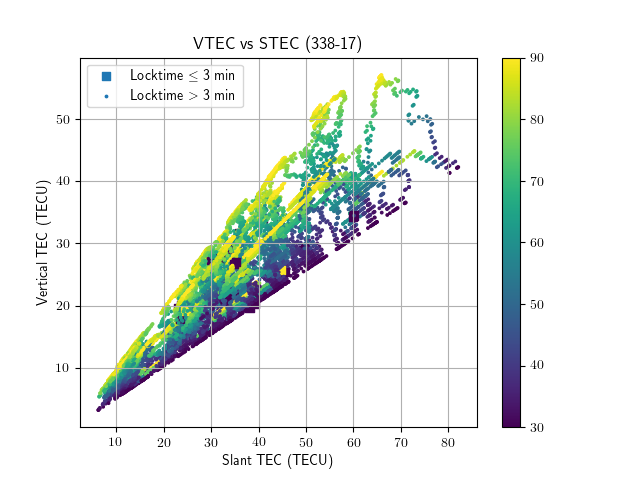 VTEC vs STEC (338-17)
Locktime ≤ 3 min
Locktime > 3 min
50
40
30
20
10
Vertical TEC (TECU)
10 20 30 40 50 60 70 80
Slant TEC (TECU)
90
80
70
60
50
40
30